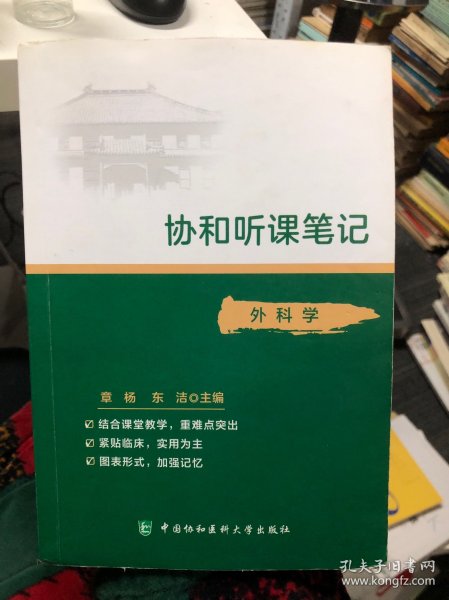 协和听课笔记
外科学
章 杨 东 洁◎主编
☑ 结合课堂教学，重难点突出
☑ 紧贴临床，实用为主
☑ 图表形式，加强记忆
中国协和医科大学出版社
孔夫子旧书网
www.kongfz.com